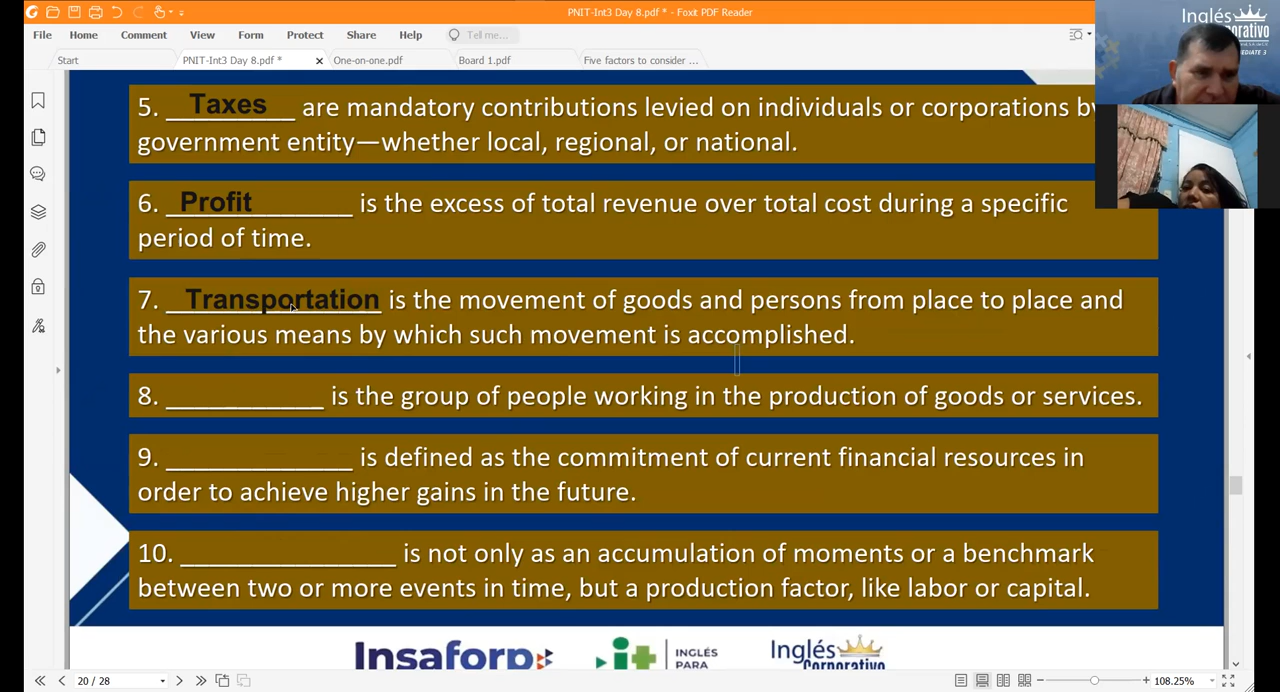 PNIT-Int3 Day 8.pdf * - Foxit PDF Reader
File Home Comment View Form Protect Share Help Tell me...
Start PNIT-Int3 Day 8.pdf * One-on-one.pdf Board 1.pdf Five factors to consider ...
Inglés
orporativo
EDIATE 3
5. Taxes are mandatory contributions levied on individuals or corporations by
government entity—whether local, regional, or national.
6. Profit is the excess of total revenue over total cost during a specific
period of time.
7. Transportation is the movement of goods and persons from place to place and
the various means by which such movement is accomplished.
8. ___________ is the group of people working in the production of goods or services.
9. _____________ is defined as the commitment of current financial resources in
order to achieve higher gains in the future.
10. _______________ is not only as an accumulation of moments or a benchmark
between two or more events in time, but a production factor, like labor or capital.
Insaforp it INGLÉS PARA Inglés Corporativo
20 / 28 108.25%